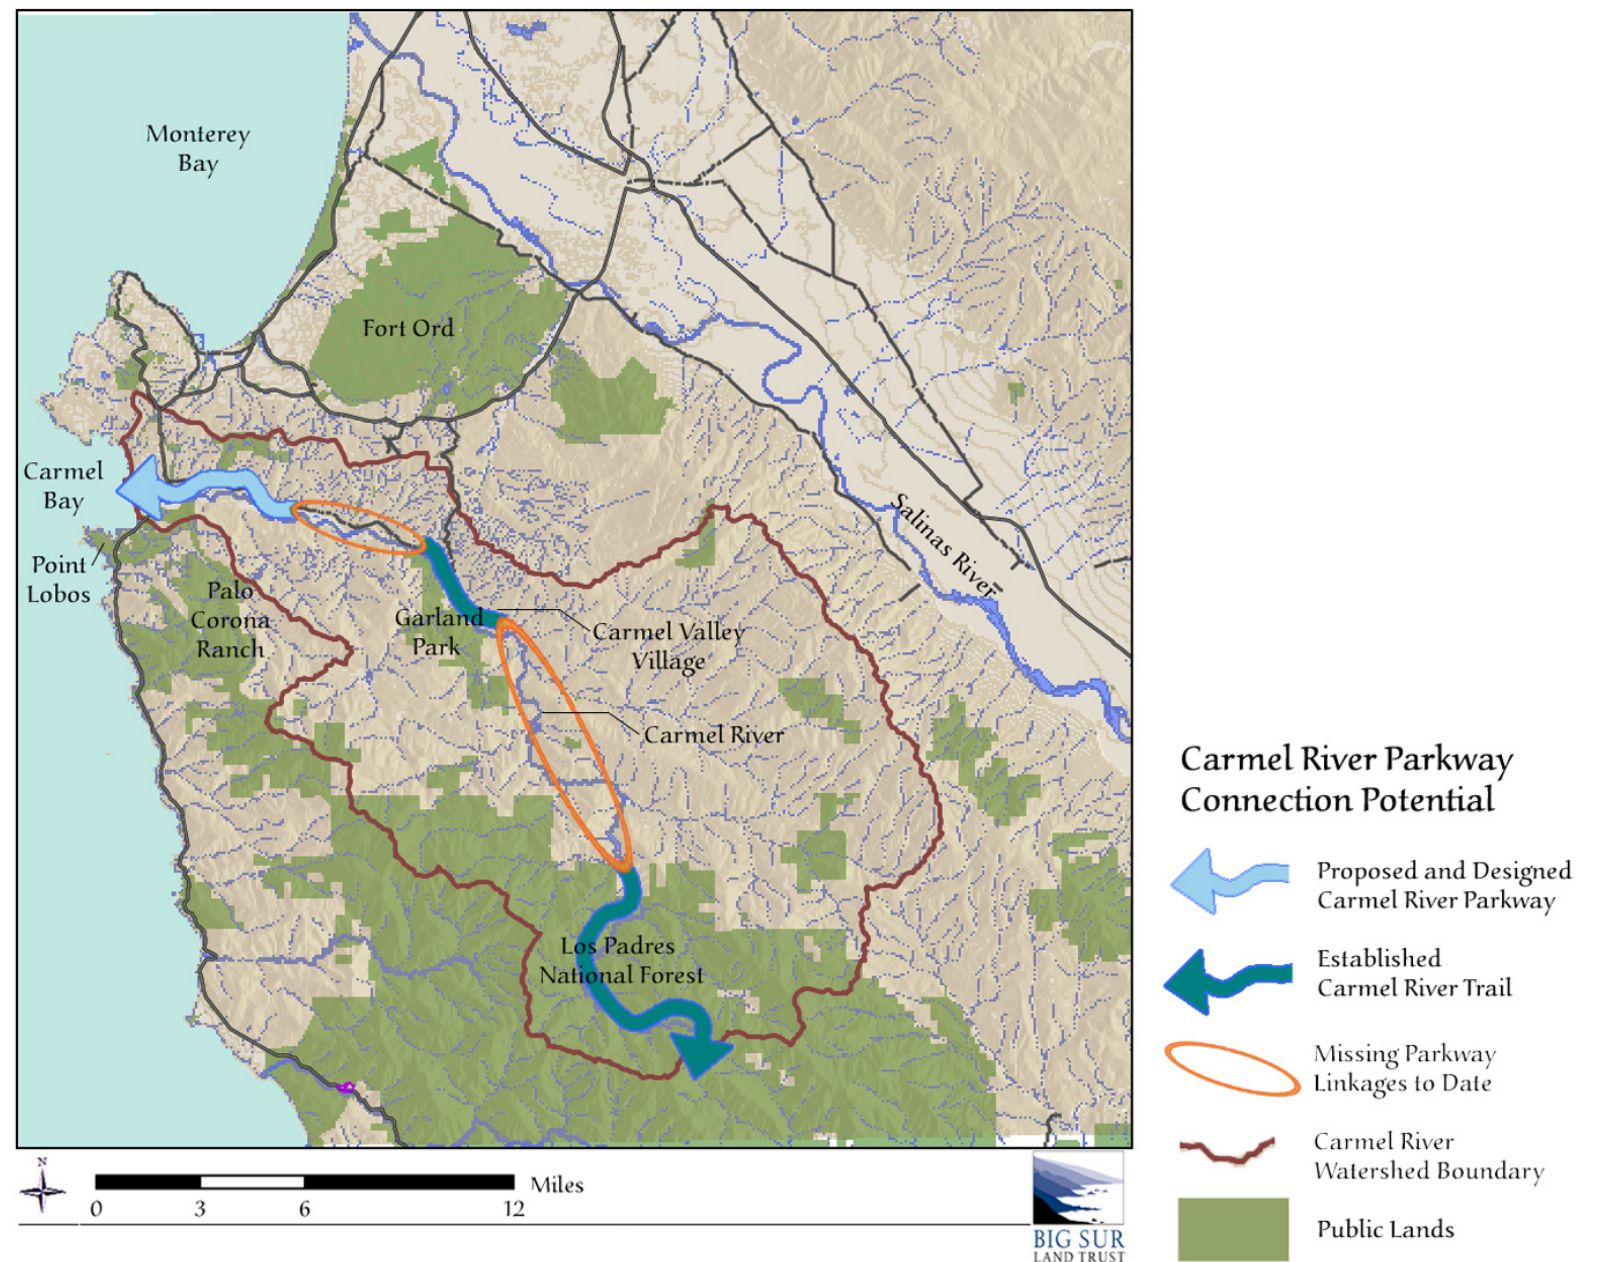 Monterey
Bay
Fort Ord
Carmel
Bay
Salinas River
Point
Lobos
Palo
Corona
Ranch
Garland
Park
Carmel Valley
Village
Carmel River
Los Padres
National Forest
Carmel River Parkway
Connection Potential
Proposed and Designed
Carmel River Parkway
Established
Carmel River Trail
Missing Parkway
Linkages to Date
Carmel River
Watershed Boundary
Public Lands
N
Miles
0 3 6 12
BIG SUR
LAND TRUST